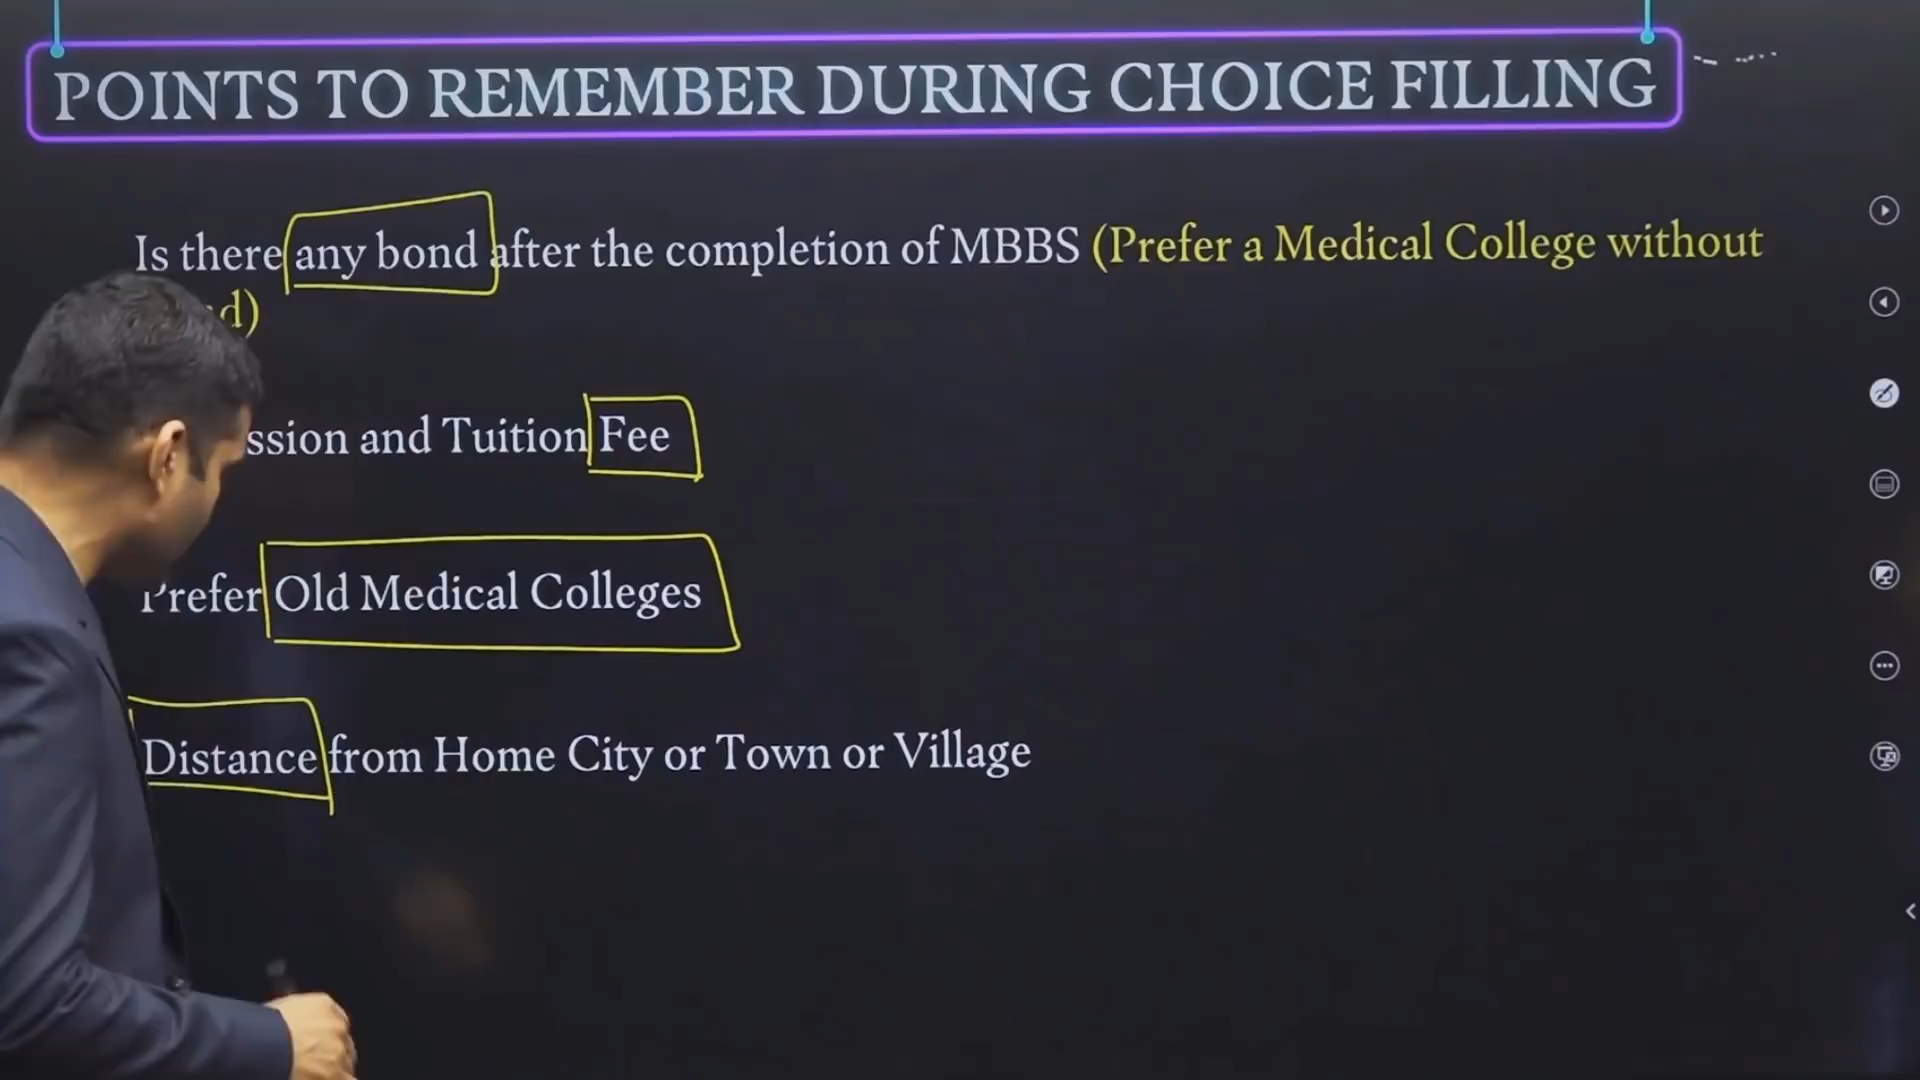 POINTS TO REMEMBER DURING CHOICE FILLING
Is there any bond after the completion of MBBS (Prefer a Medical College without
d)
ssion and Tuition Fee
Prefer Old Medical Colleges
Distance from Home City or Town or Village